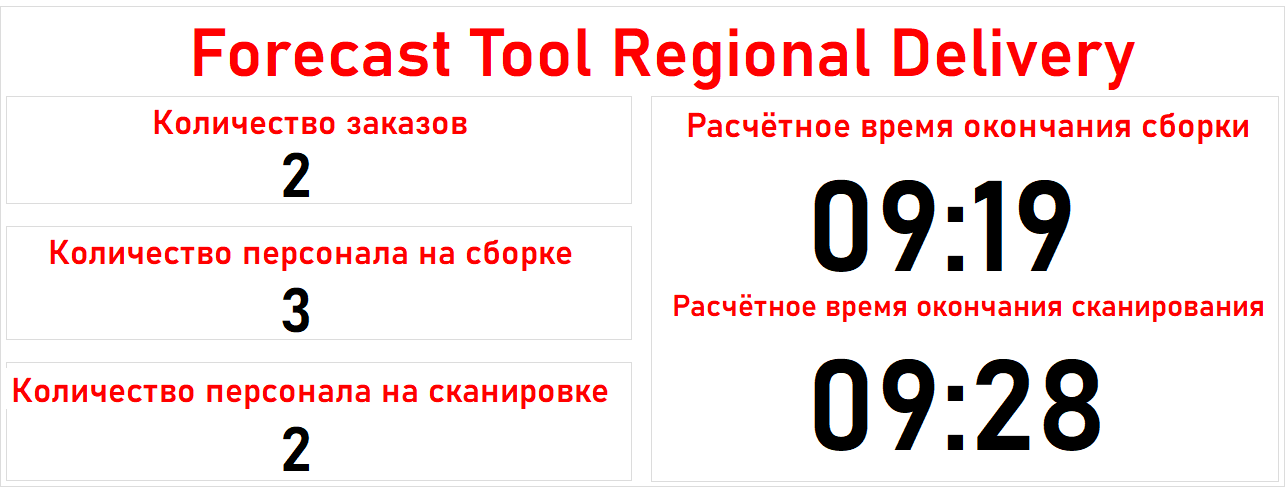 Forecast Tool Regional Delivery
Количество заказов
2
Количество персонала на сборке
3
Количество персонала на сканировке
2
Расчётное время окончания сборки
09:19
Расчётное время окончания сканирования
09:28